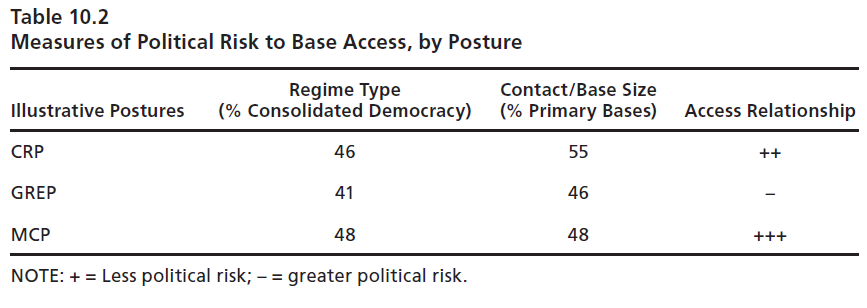 Table 10.2
Measures of Political Risk to Base Access, by Posture
Illustrative Postures Regime Type (% Consolidated Democracy) Contact/Base Size (% Primary Bases) Access Relationship
CRP 46 55 ++
GREP 41 46 –
MCP 48 48 +++
NOTE: + = Less political risk; – = greater political risk.